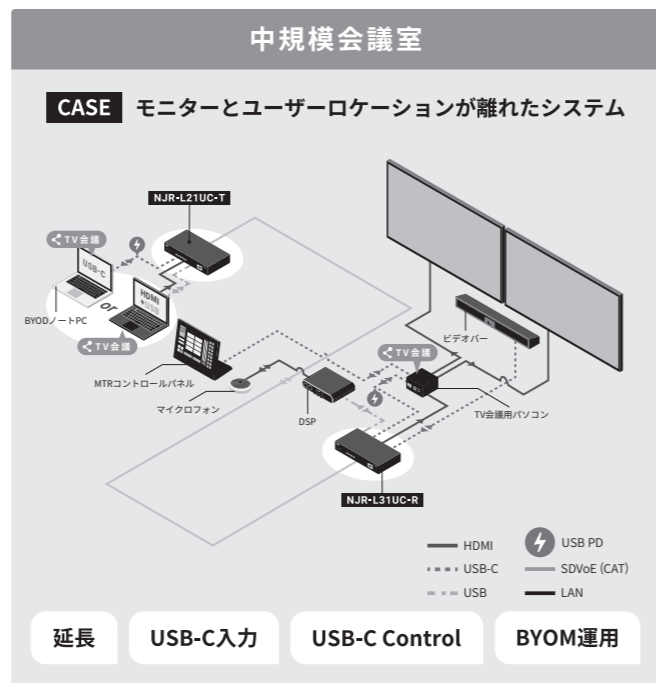 中規模会議室
CASE モニターとユーザーロケーションが離れたシステム
NJR-L21UC-T
TV会議
USB-C
HDMI
+USB
or
BYODノートPC
TV会議
MTRコントロールパネル
マイクロフォン
DSP
TV会議
ビデオバー
TV会議用パソコン
NJR-L31UC-R
HDMI
USB PD
USB-C
SDVoE (CAT)
USB
LAN
延長
USB-C入力
USB-C Control
BYOM運用